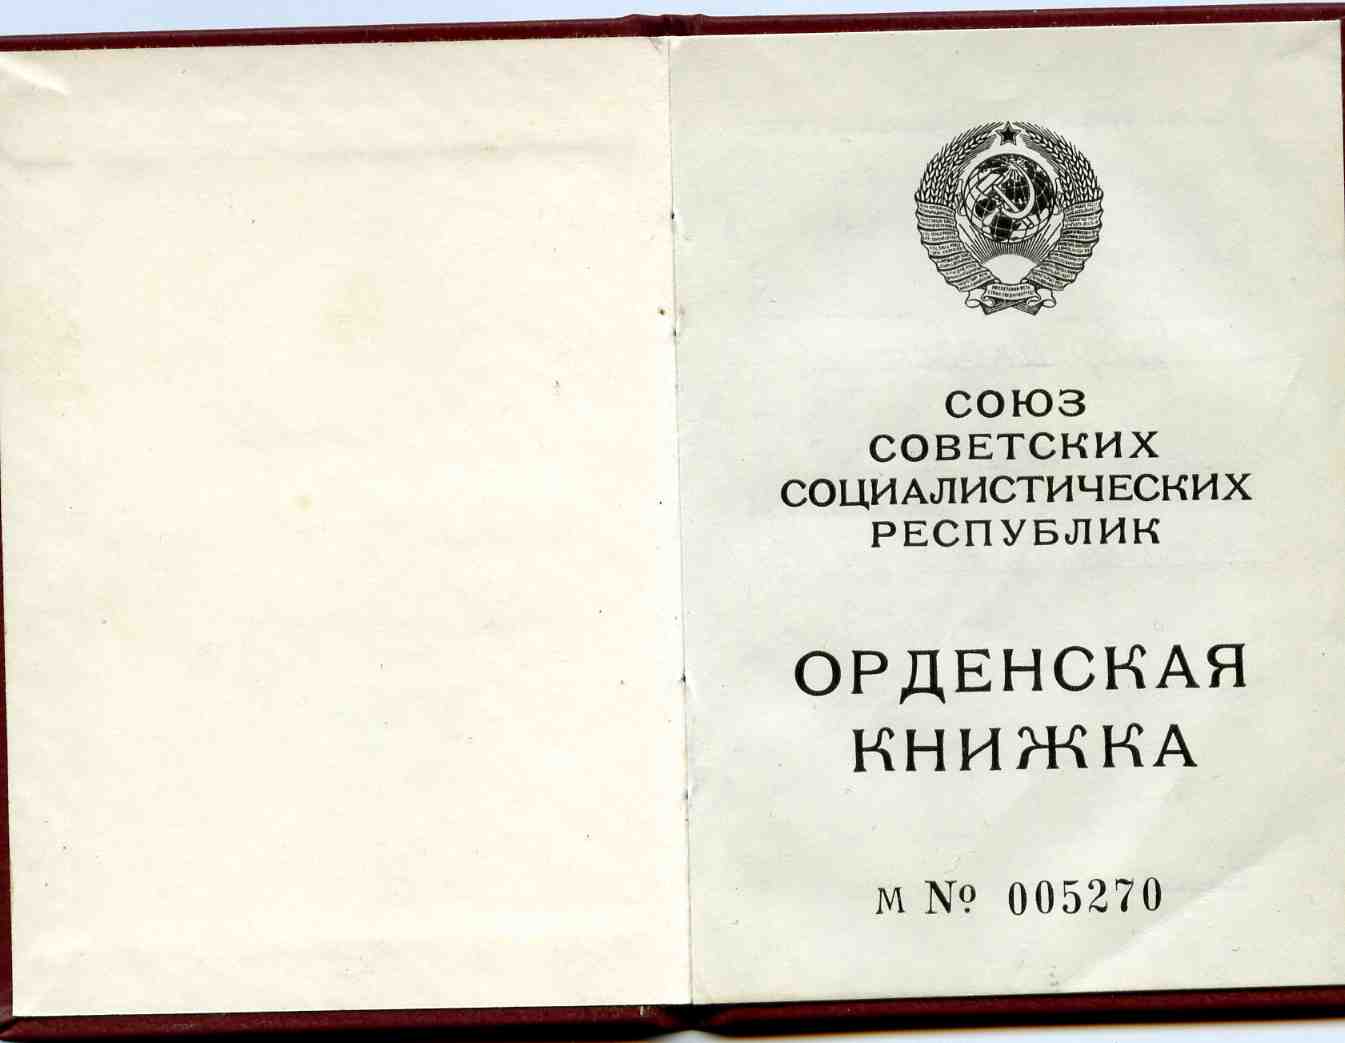 СОЮЗ
СОВЕТСКИХ
СОЦИАЛИСТИЧЕСКИХ
РЕСПУБЛИК
ОРДЕНСКАЯ
КНИЖКА
М № 005270